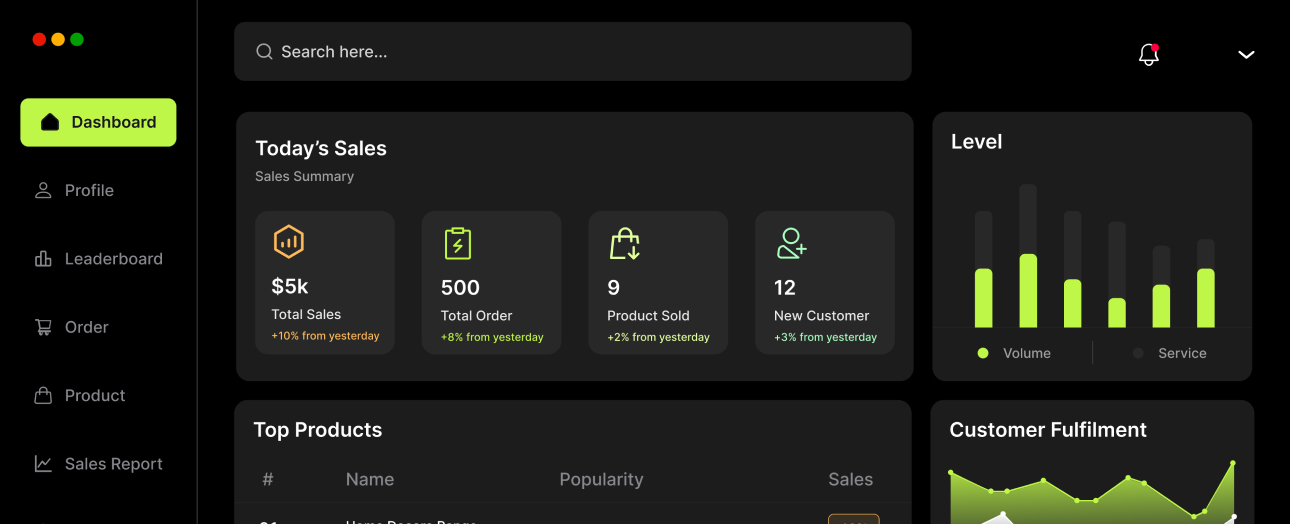 Search here...
Dashboard
Profile
Leaderboard
Order
Product
Sales Report
Today’s Sales
Sales Summary
$5k
Total Sales
+10% from yesterday
500
Total Order
+8% from yesterday
9
Product Sold
+2% from yesterday
12
New Customer
+3% from yesterday
Level
Volume
Service
Top Products
# Name Popularity Sales
Home Decore Range
Customer Fulfilment